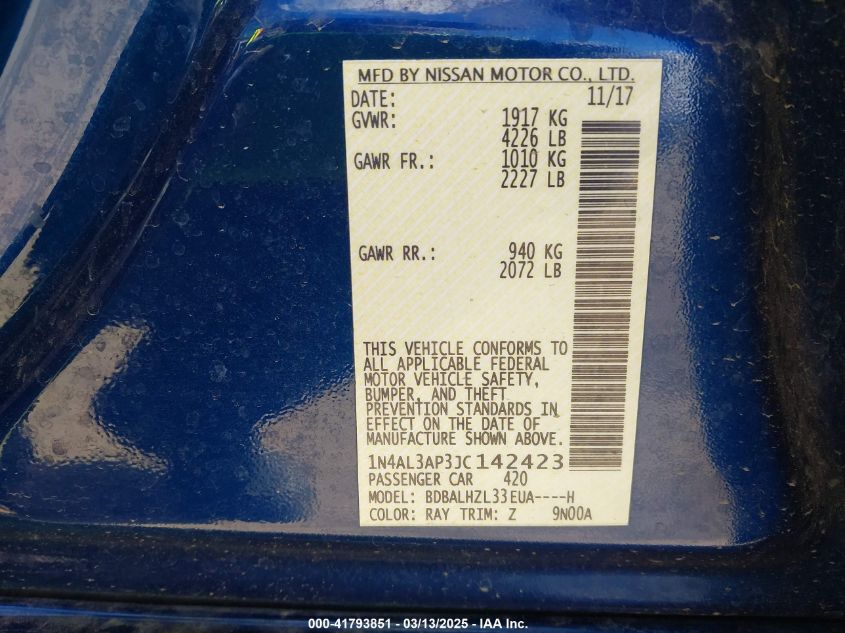 MFD BY NISSAN MOTOR CO., LTD.
DATE: 11/17
GVWR: 1917 KG
4226 LB
GAWR FR.: 1010 KG
2227 LB
GAWR RR.: 940 KG
2072 LB
THIS VEHICLE CONFORMS TO
ALL APPLICABLE FEDERAL
MOTOR VEHICLE SAFETY,
BUMPER, AND THEFT
PREVENTION STANDARDS IN
EFFECT ON THE DATE OF
MANUFACTURE SHOWN ABOVE.
1N4AL3AP3JC142423
PASSENGER CAR 420
MODEL: BDBALHZL33EUA----H
COLOR: RAY TRIM: Z 9N00A
000-41793851 - 03/13/2025 - IAA Inc.